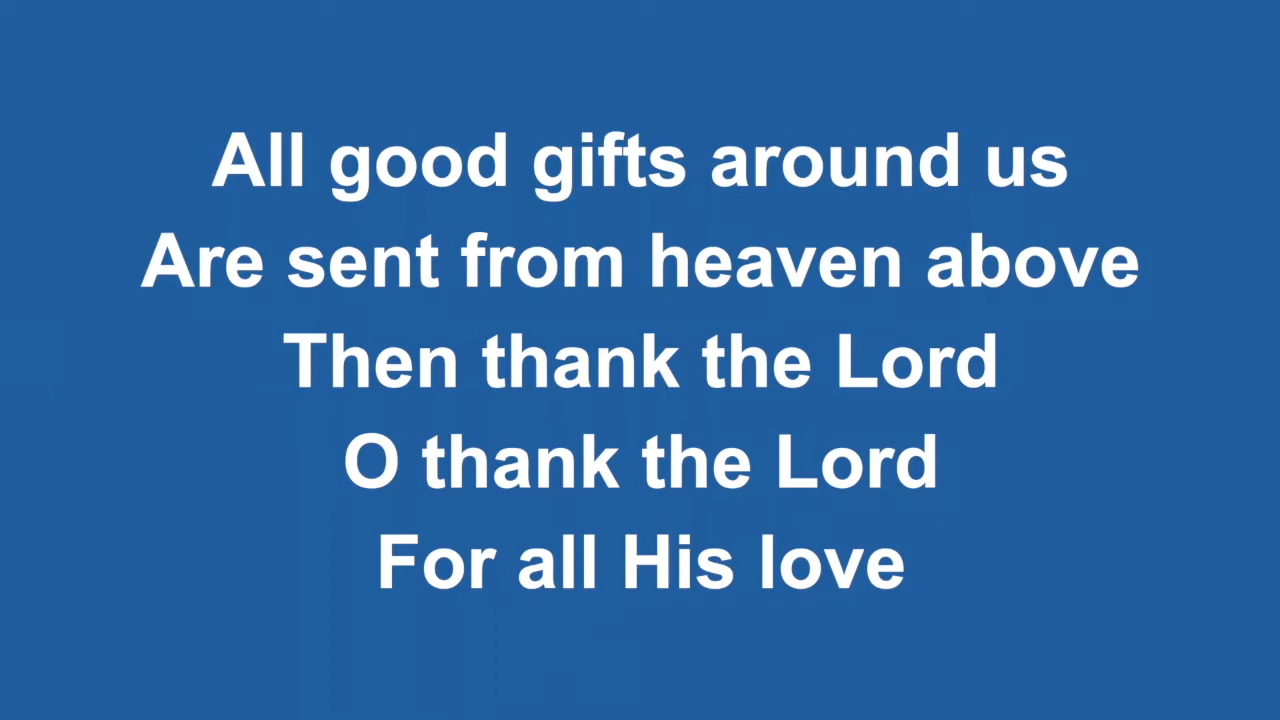 All good gifts around us
Are sent from heaven above
Then thank the Lord
O thank the Lord
For all His love